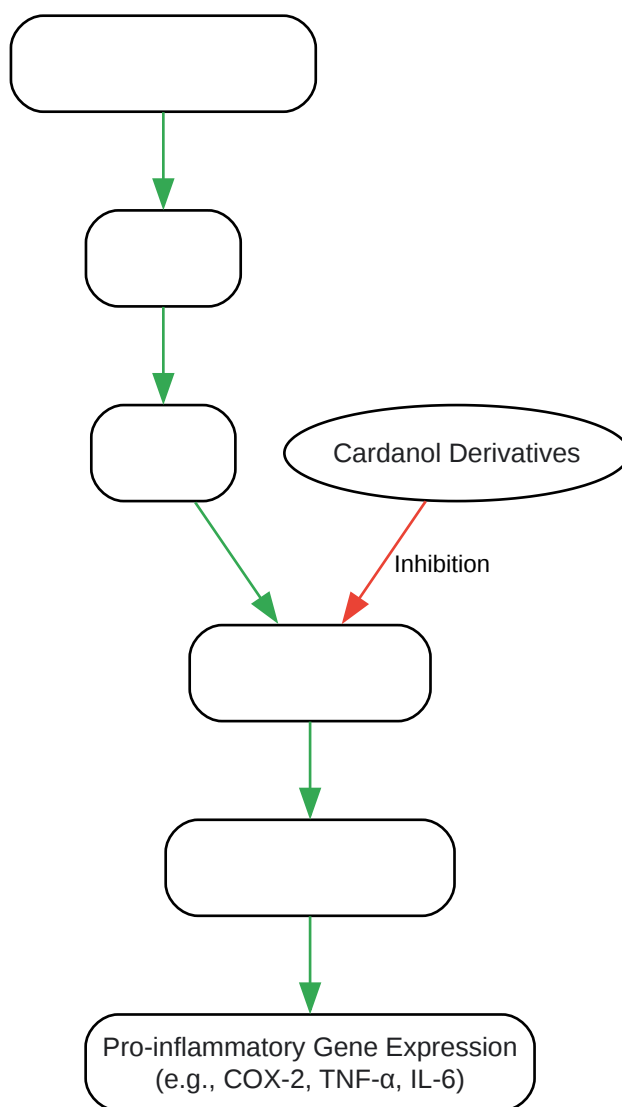 Cardanol Derivatives
Inhibition
Pro-inflammatory Gene Expression
(e.g., COX-2, TNF-α, IL-6)